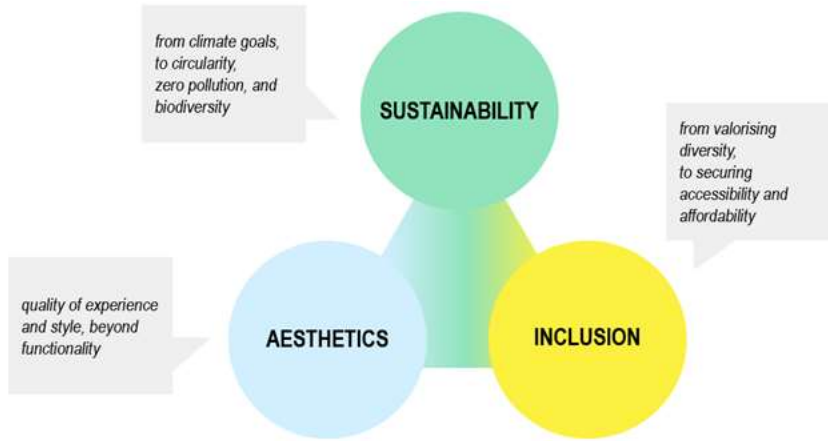 from climate goals,
to circularity,
zero pollution, and
biodiversity
SUSTAINABILITY
from valorising
diversity,
to securing
accessibility and
affordability
quality of experience
and style, beyond
functionality
AESTHETICS
INCLUSION